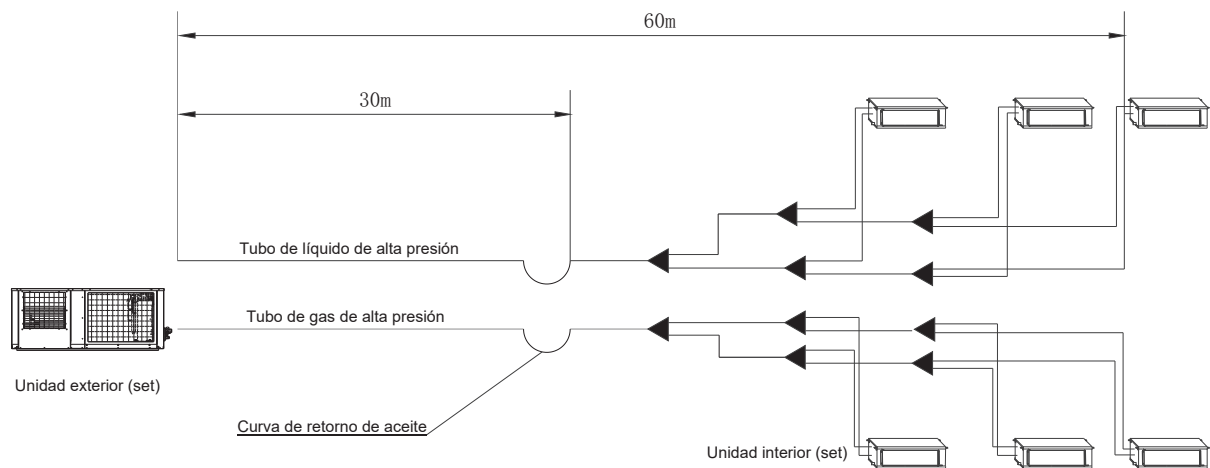 60m
30m
Tubo de líquido de alta presión
Tubo de gas de alta presión
Unidad exterior (set)
Curva de retorno de aceite
Unidad interior (set)